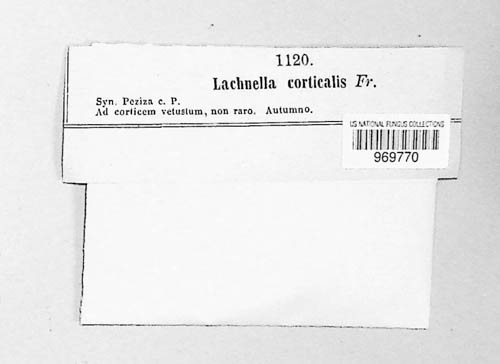 1120.
Lachnella corticalis Fr.
Syn. Peziza c. P.
Ad corticem vetustum, non raro. Autumno.
US NATIONAL FUNGUS COLLECTIONS
969770